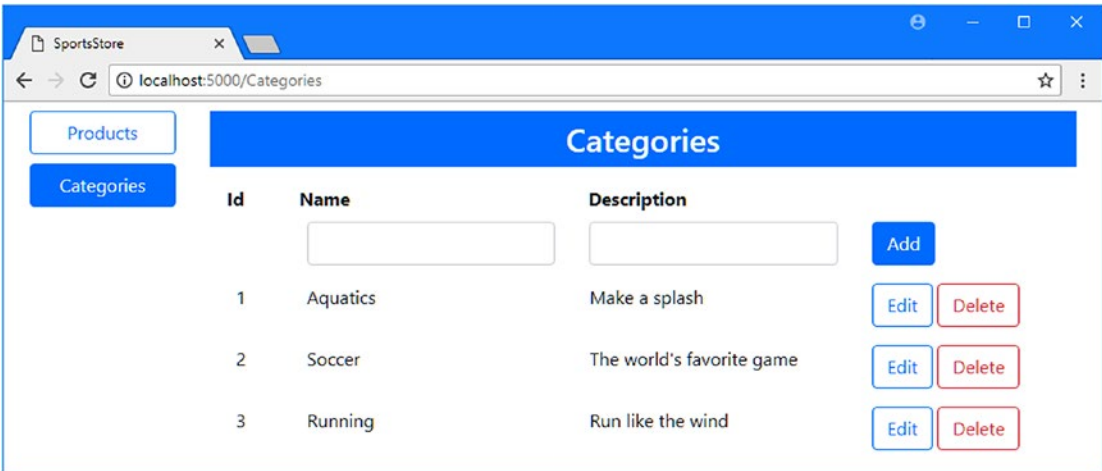 SportsStore
localhost:5000/Categories
Products
Categories
Categories
Id Name Description
Add
1 Aquatics Make a splash Edit Delete
2 Soccer The world's favorite game Edit Delete
3 Running Run like the wind Edit Delete